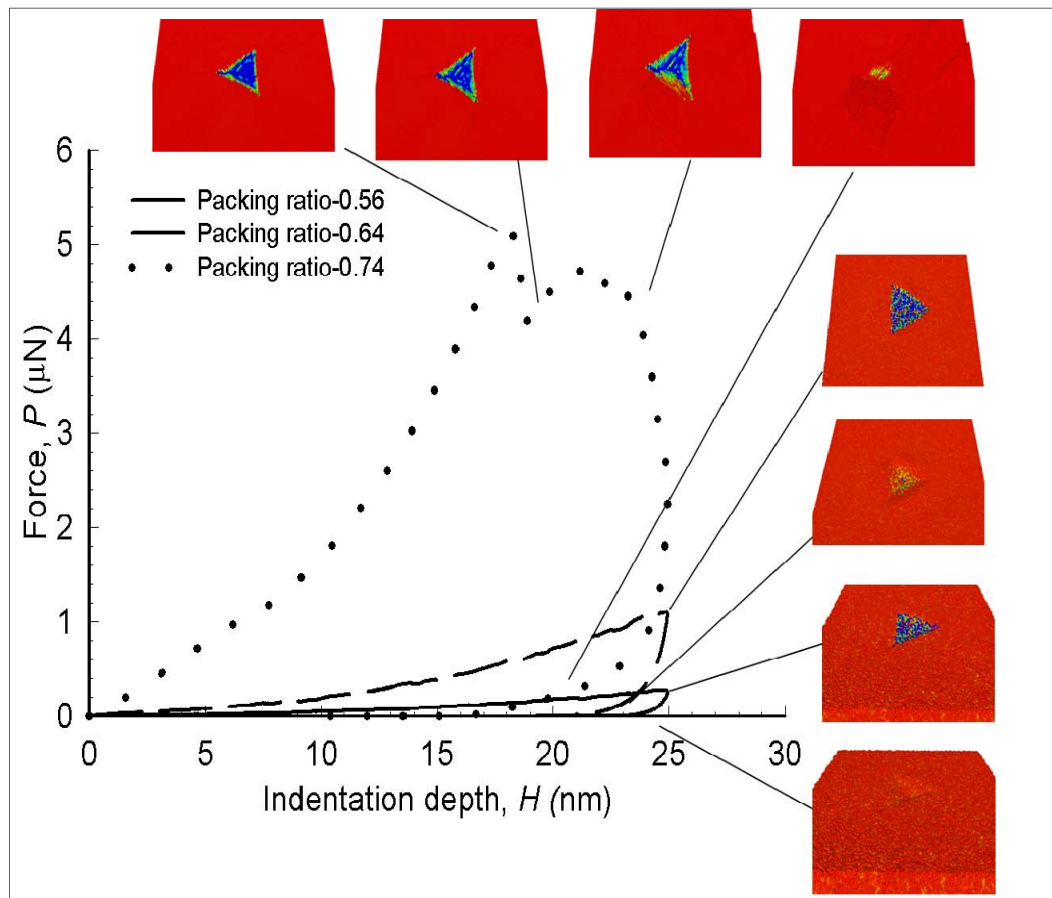 6
Packing ratio-0.56
Packing ratio-0.64
Packing ratio-0.74
5
4
3
2
1
0
Force, P (μN)
0 5 10 15 20 25 30
Indentation depth, H (nm)